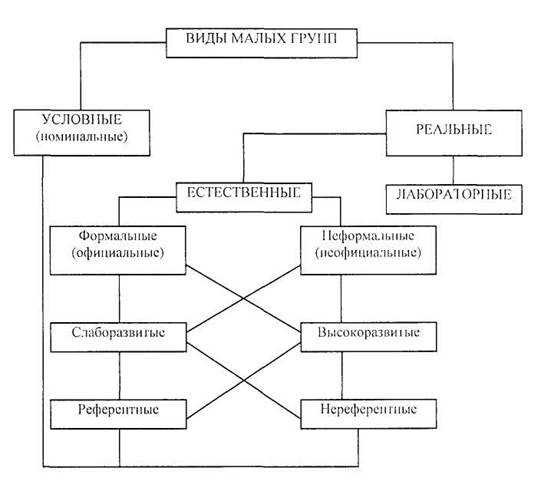 ВИДЫ МАЛЫХ ГРУПП
УСЛОВНЫЕ
(номинальные)
РЕАЛЬНЫЕ
ЕСТЕСТВЕННЫЕ
ЛАБОРАТОРНЫЕ
Формальные
(официальные)
Неформальные
(неофициальные)
Слаборазвитые
Высокоразвитые
Референтные
Нереферентные